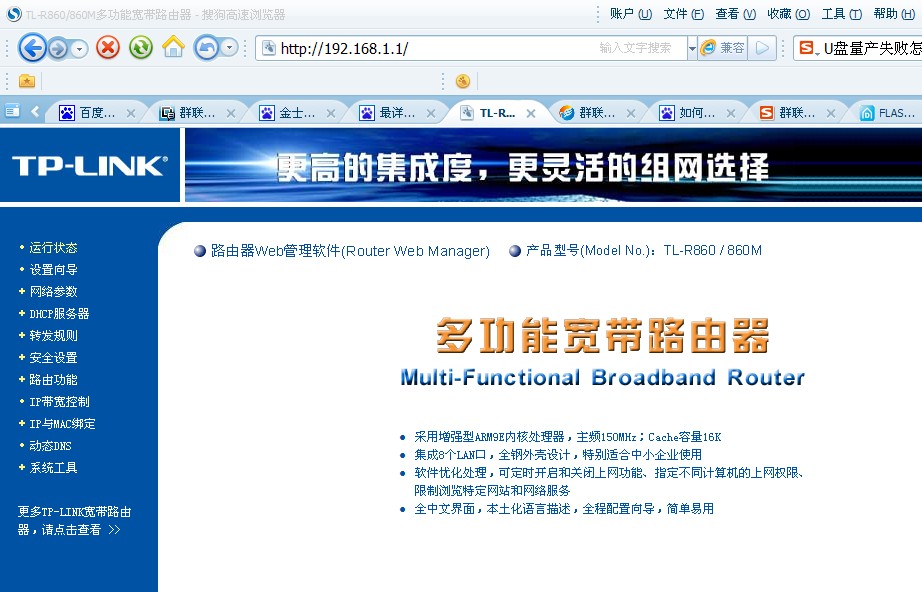 TL-R860/860M多功能宽带路由器 - 搜狗高速浏览器
账户(U) 文件(F) 查看(V) 收藏(O) 工具(T) 帮助(H)
http://192.168.1.1/
输入文字搜索
兼容
U盘量产失败怎
百度...
群联...
金士...
最详...
TL-R...
群联...
如何...
群联...
FLAS...
TP-LINK®
更高的集成度，更灵活的组网选择
运行状态
设置向导
网络参数
DHCP服务器
转发规则
安全设置
路由功能
IP带宽控制
IP与MAC绑定
动态DNS
系统工具
更多TP-LINK宽带路由
器，请点击查看 >>
路由器Web管理软件(Router Web Manager)
产品型号(Model No.)：TL-R860 / 860M
多功能宽带路由器
Multi-Functional Broadband Router
采用增强型ARM9E内核处理器，主频150MHz；Cache容量16K
集成8个LAN口，全钢外壳设计，特别适合中小企业使用
软件优化处理，可定时开启和关闭上网功能、指定不同计算机的上网权限、
限制浏览特定网站和网络服务
全中文界面，本土化语言描述，全程配置向导，简单易用